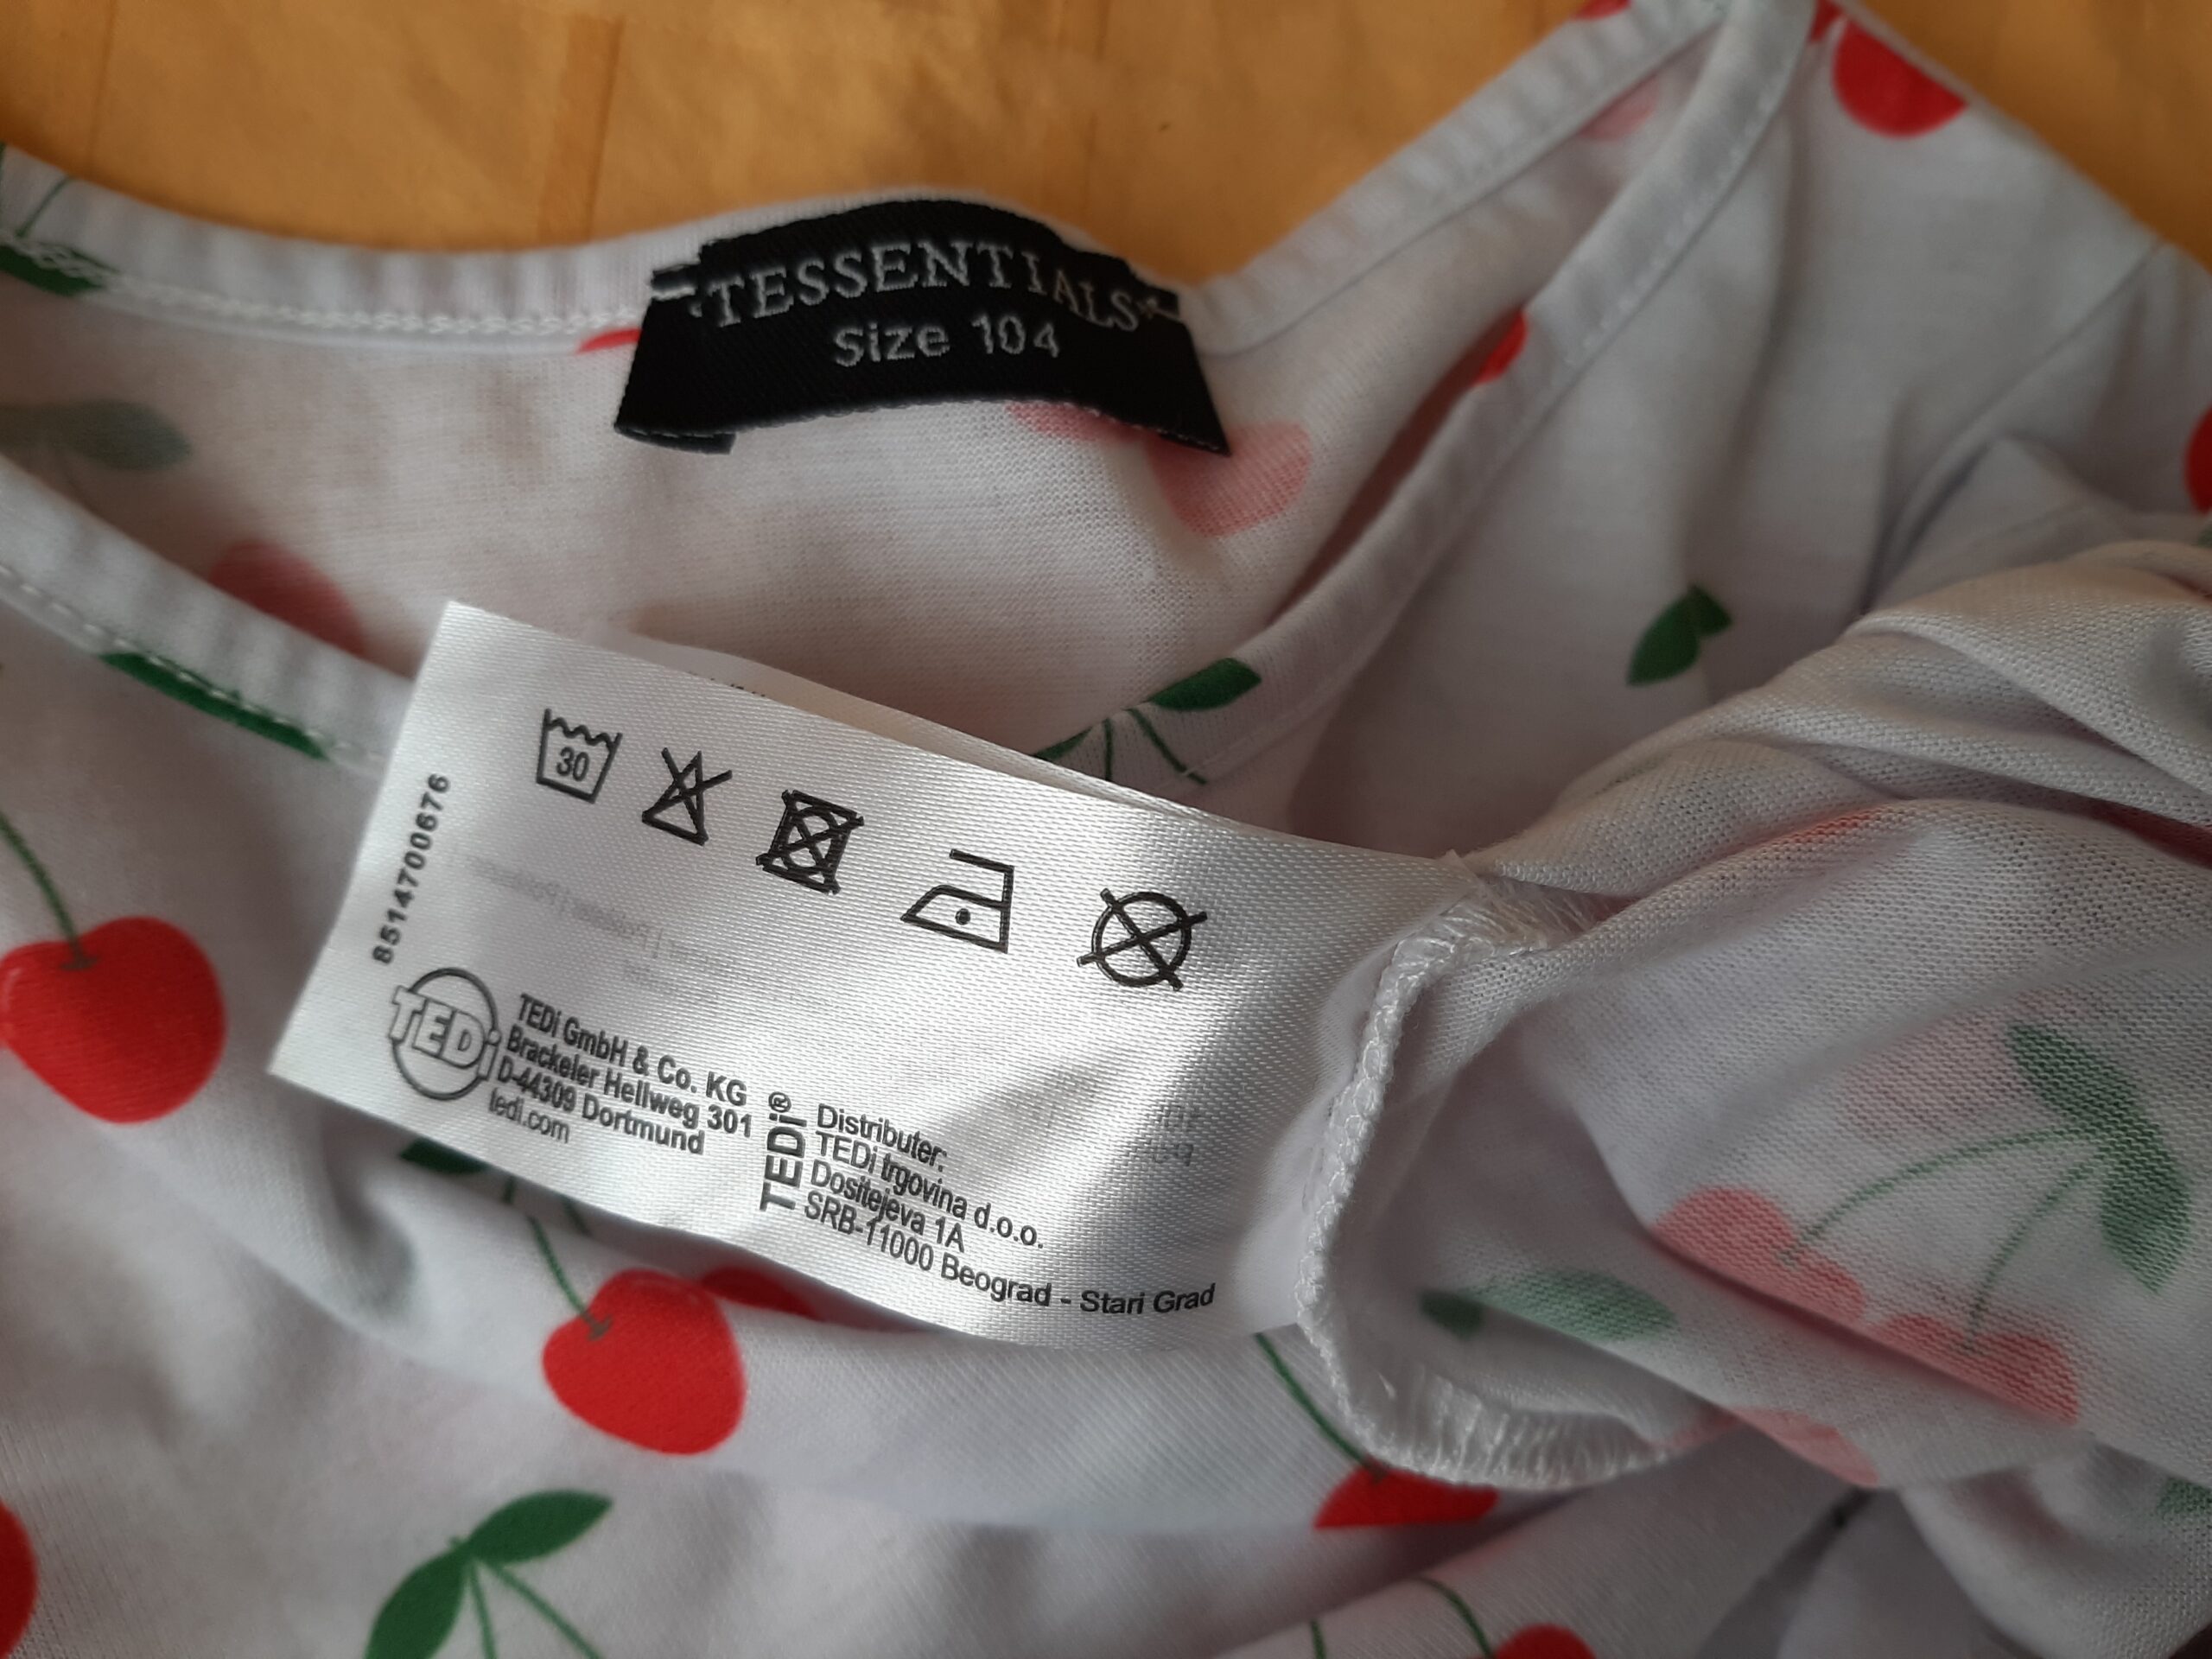 TESSENTIALS
Size 104
30
8514700676
TEDi
TEDi GmbH & Co. KG
Brackeler Hellweg 301
D-44309 Dortmund
tedi.com
TEDi®
Distributer:
TEDi trgovina d.o.o.
Dositejeva 1A
SRB-11000 Beograd - Stari Grad